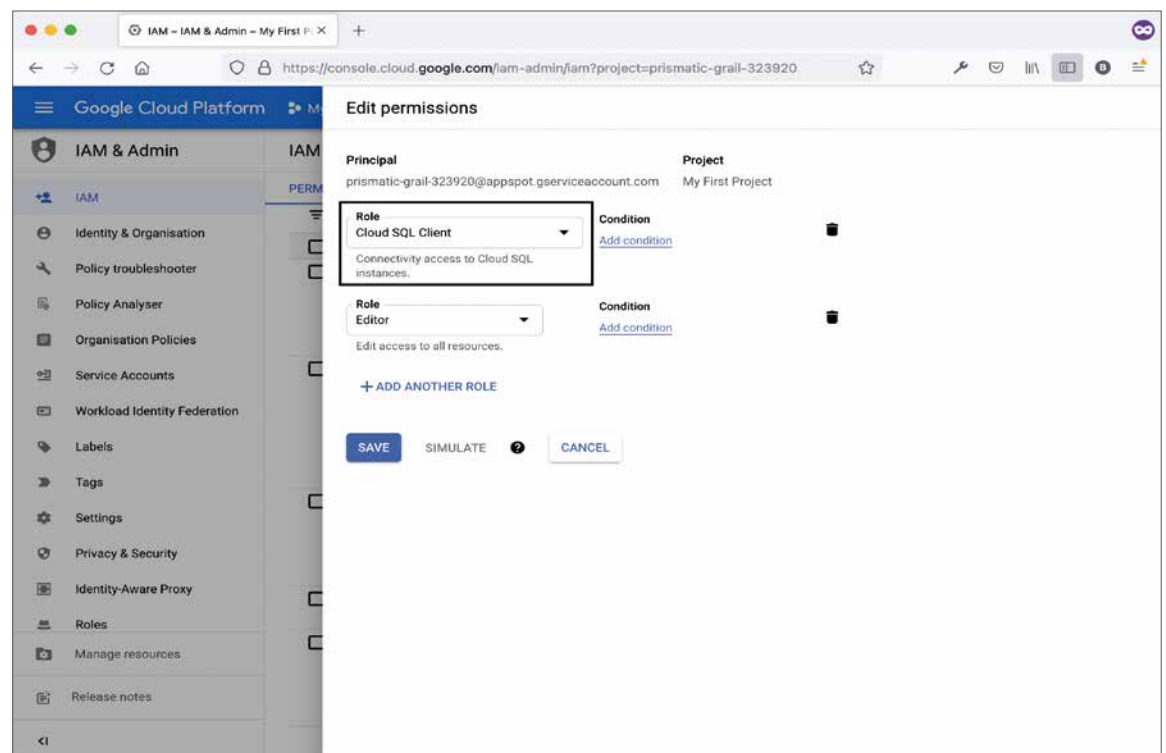 IAM – IAM & Admin – My First P
https://console.cloud.google.com/iam-admin/iam?project=prismatic-grail-323920
Google Cloud Platform
M
Edit permissions
IAM & Admin
IAM
Principal
Project
prismatic-grail-323920@appspot.gserviceaccount.com
My First Project
IAM
PERM
Role
Cloud SQL Client
Condition
Add condition
Connectivity access to Cloud SQL
instances.
Identity & Organisation
Policy troubleshooter
Policy Analyser
Role
Editor
Condition
Add condition
Edit access to all resources.
Organisation Policies
Service Accounts
+ ADD ANOTHER ROLE
Workload Identity Federation
Labels
SAVE
SIMULATE
CANCEL
Tags
Settings
Privacy & Security
Identity-Aware Proxy
Roles
Manage resources
Release notes